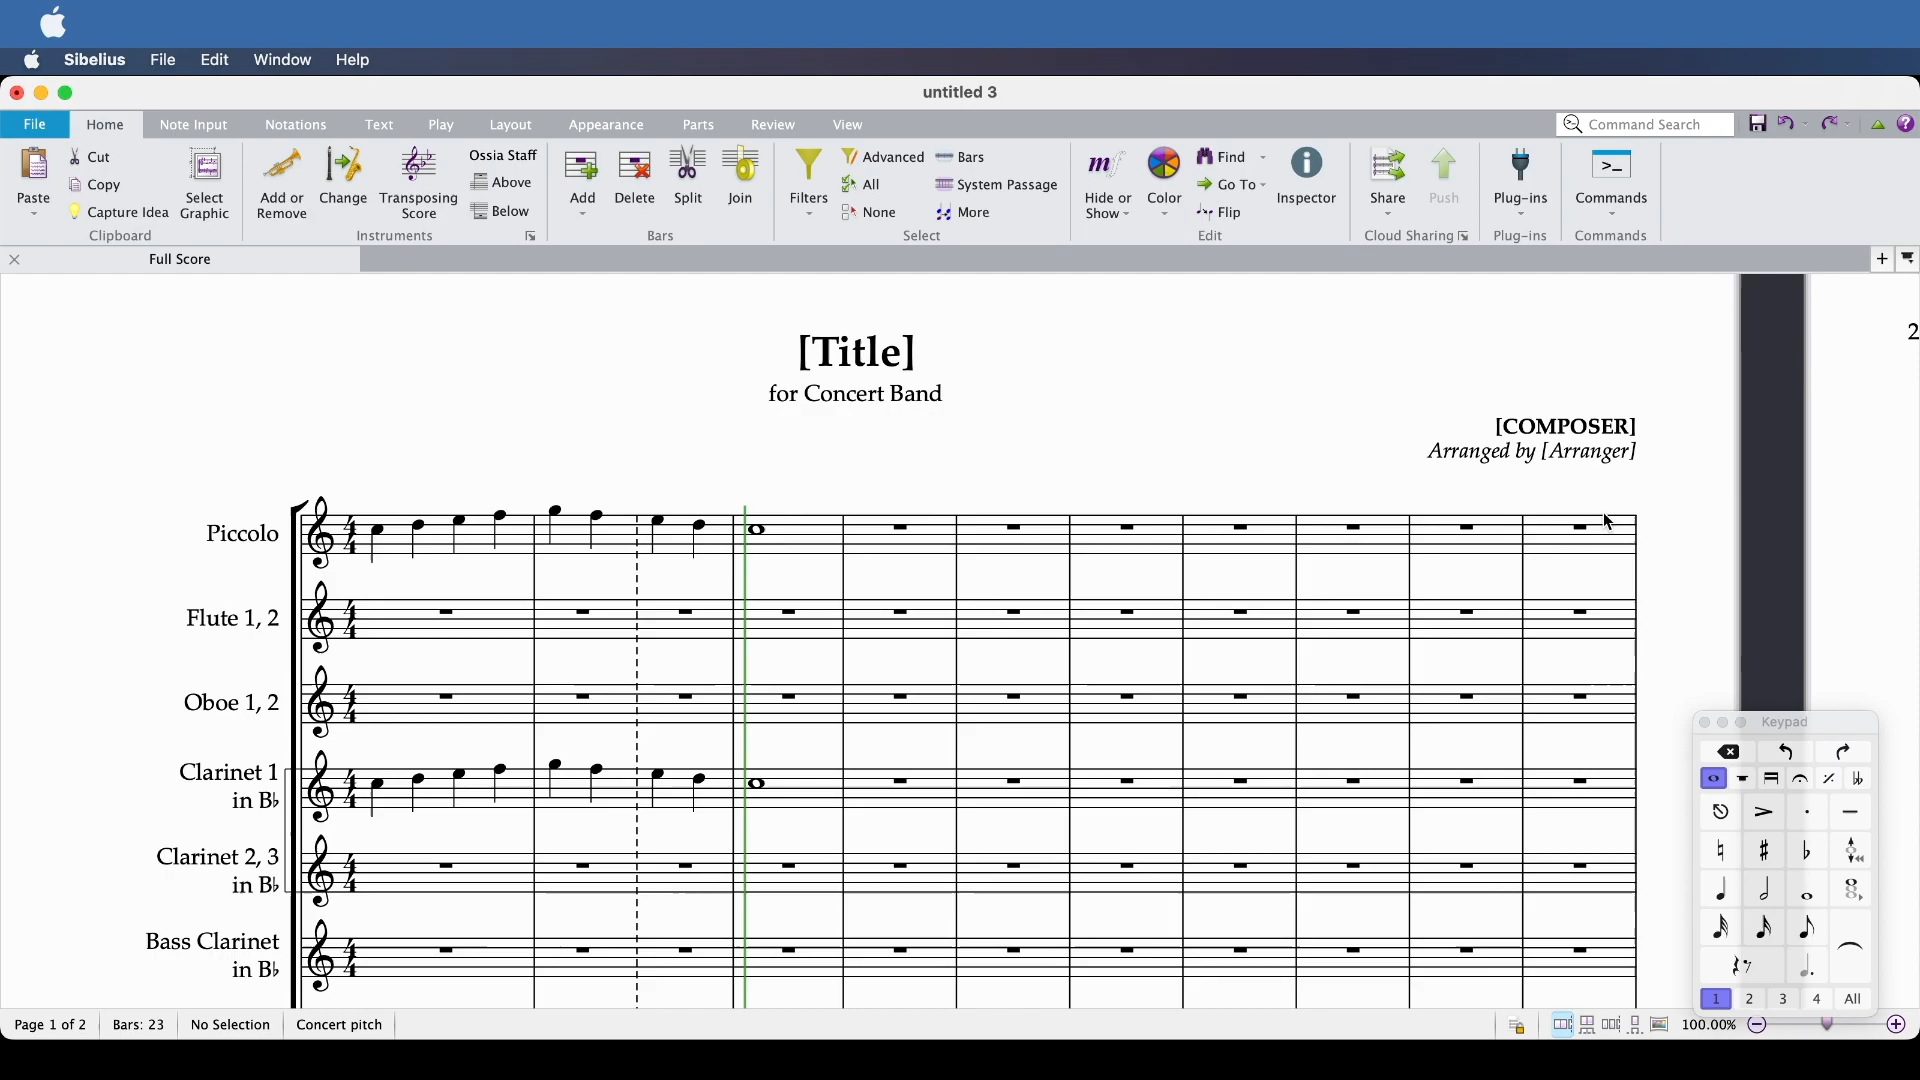 Sibelius File Edit Window Help
untitled 3
File Home Note Input Notations Text Play Layout Appearance Parts Review View Command Search
Paste Cut Copy Capture Idea Select Graphic
Add or Remove Change Transposing Score Ossia Staff Above Below
Add Delete Split Join
Filters Advanced All None Bars System Passage More
Hide or Show Color Find Go To Flip Inspector
Share Push Plug-ins Commands
Clipboard Instruments Bars Select Edit Cloud Sharing Plug-ins Commands
Full Score
2
[Title]
for Concert Band
[COMPOSER]
Arranged by [Arranger]
Piccolo
Flute 1, 2
Oboe 1, 2
Clarinet 1
in B♭
Clarinet 2, 3
in B♭
Bass Clarinet
in B♭
Keypad
1 2 3 4 All
Page 1 of 2 Bars: 23 No Selection Concert pitch 100.00%